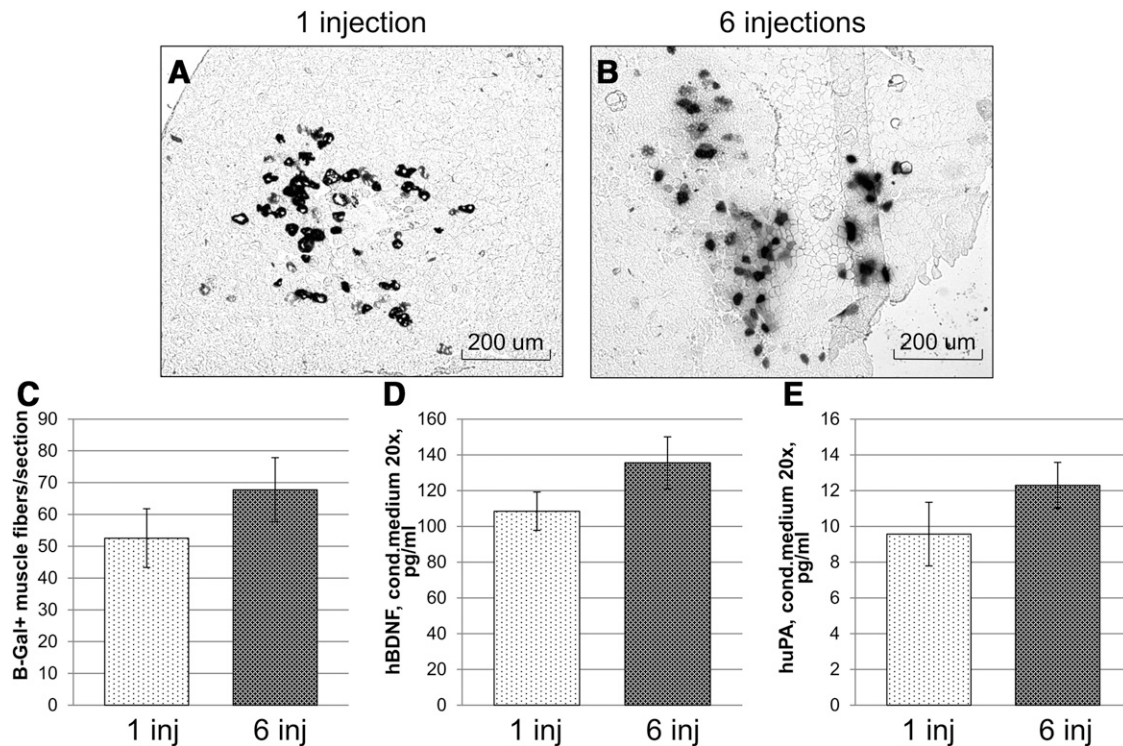 1 injection
6 injections
A
B
200 um
200 um
C
D
E
B-Gal+ muscle fibers/section
90
80
70
60
50
40
30
20
10
0
1 inj
6 inj
hBDNF, cond.medium 20x,
pg/ml
160
140
120
100
80
60
40
20
0
1 inj
6 inj
huPA, cond.medium 20x,
pg/ml
16
14
12
10
8
6
4
2
0
1 inj
6 inj